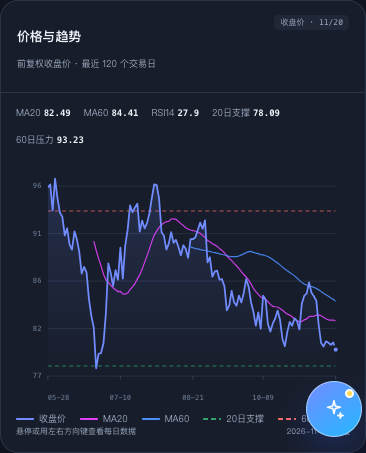 收盘价 · 11/20
价格与趋势
前复权收盘价 · 最近 120 个交易日
MA20 82.49 MA60 84.41 RSI14 27.9 20日支撑 78.09
60日压力 93.23
96
91
86
82
77
05-28 07-10 08-21 10-09
收盘价 MA20 MA60 20日支撑 6
悬停或用左右方向键查看每日数据 2026-11